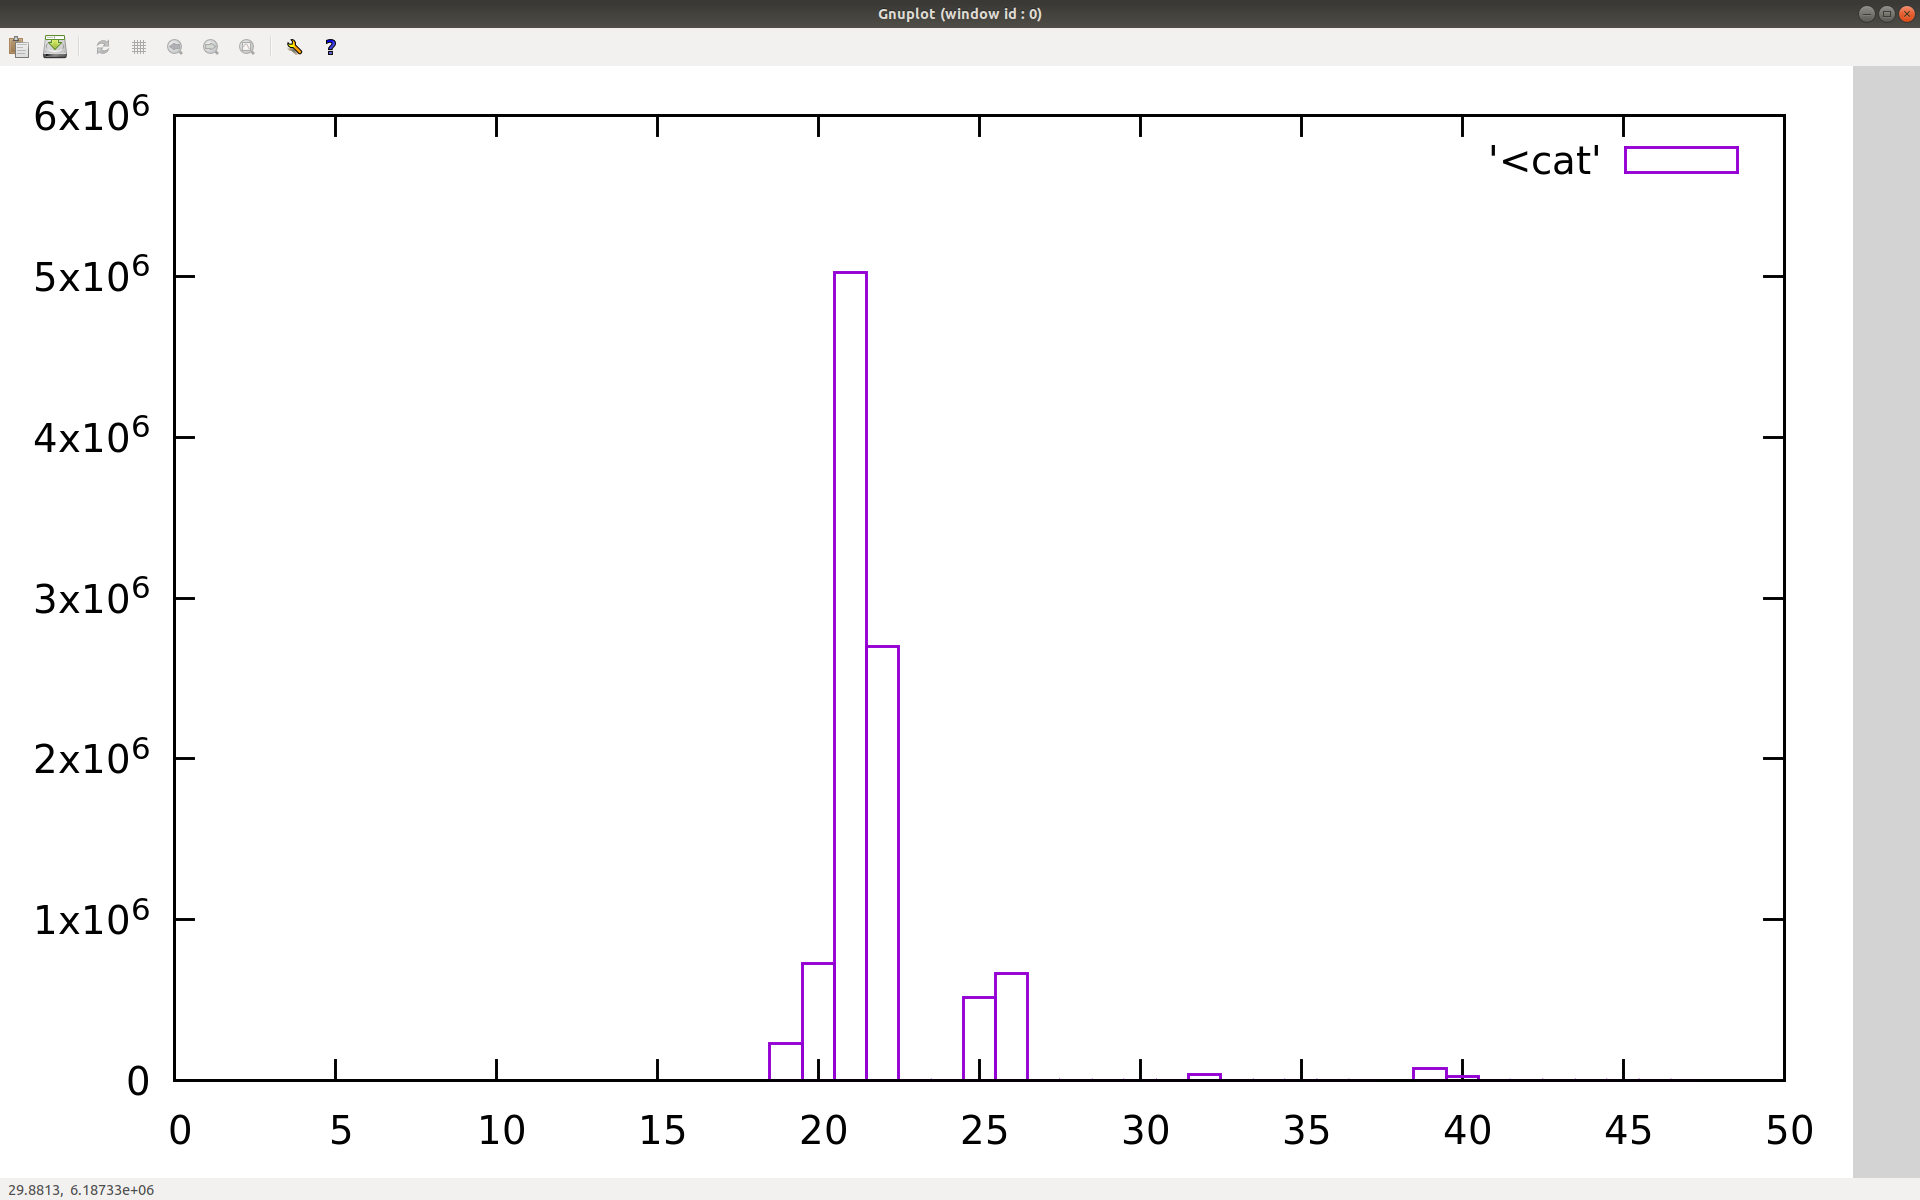 Gnuplot (window id : 0)
6x10⁶
'<cat'
5x10⁶
4x10⁶
3x10⁶
2x10⁶
1x10⁶
0
0 5 10 15 20 25 30 35 40 45 50
29.8813, 6.18733e+06